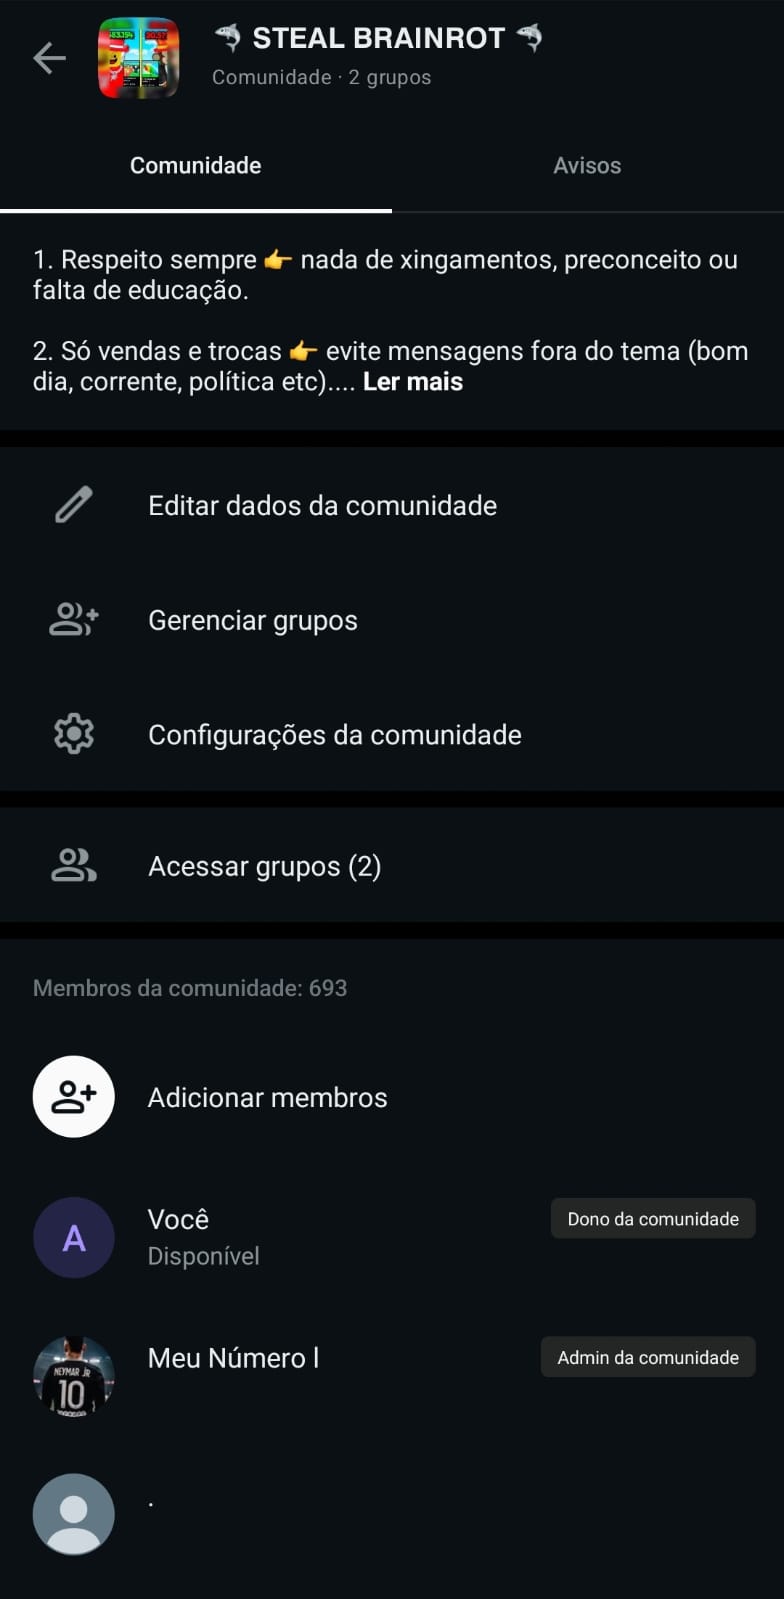 🦈 STEAL BRAINROT 🦈
Comunidade · 2 grupos
Comunidade
Avisos
1. Respeito sempre 👉 nada de xingamentos, preconceito ou
falta de educação.
2. Só vendas e trocas 👉 evite mensagens fora do tema (bom
dia, corrente, política etc).... Ler mais
Editar dados da comunidade
Gerenciar grupos
Configurações da comunidade
Acessar grupos (2)
Membros da comunidade: 693
Adicionar membros
A
Você
Dono da comunidade
Disponível
Meu Número l
Admin da comunidade
NEYMAR JR
10
.